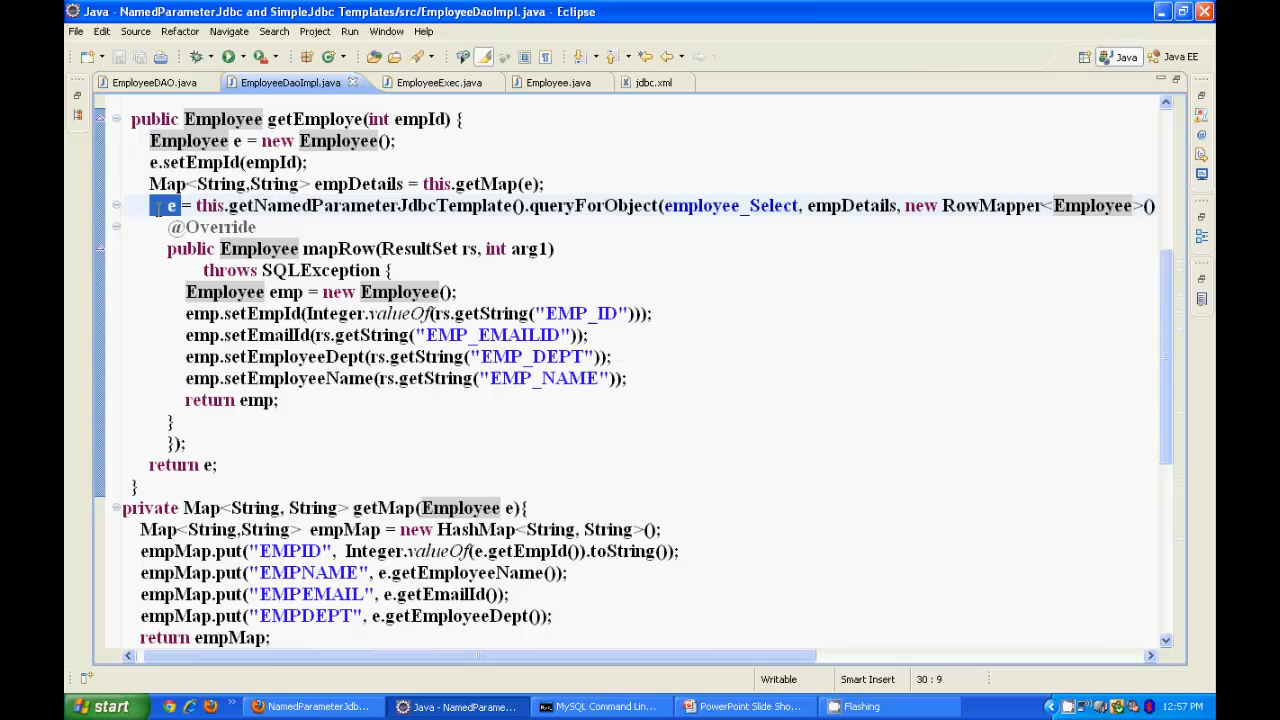 Java - NamedParameterJdbc and SimpleJdbc Templates/src/EmployeeDaoImpl.java - Eclipse
File Edit Source Refactor Navigate Search Project Run Window Help
Java Java EE
EmployeeDAO.java EmployeeDaoImpl.java EmployeeExec.java Employee.java jdbc.xml
public Employee getEmploye(int empId) {
Employee e = new Employee();
e.setEmpId(empId);
Map<String,String> empDetails = this.getMap(e);
e = this.getNamedParameterJdbcTemplate().queryForObject(employee_Select, empDetails, new RowMapper<Employee>()
@Override
public Employee mapRow(ResultSet rs, int arg1)
throws SQLException {
Employee emp = new Employee();
emp.setEmpId(Integer.valueOf(rs.getString("EMP_ID")));
emp.setEmailId(rs.getString("EMP_EMAILID"));
emp.setEmployeeDept(rs.getString("EMP_DEPT"));
emp.setEmployeeName(rs.getString("EMP_NAME"));
return emp;
}
});
return e;
}
private Map<String, String> getMap(Employee e){
Map<String,String> empMap = new HashMap<String, String>();
empMap.put("EMPID", Integer.valueOf(e.getEmpId()).toString());
empMap.put("EMPNAME", e.getEmployeeName());
empMap.put("EMPEMAIL", e.getEmailId());
empMap.put("EMPDEPT", e.getEmployeeDept());
return empMap;
Writable Smart Insert 30 : 9
start NamedParameterJdb... Java - NamedParame... MySQL Command Lin... PowerPoint Slide Sho... Flashing 12:57 PM